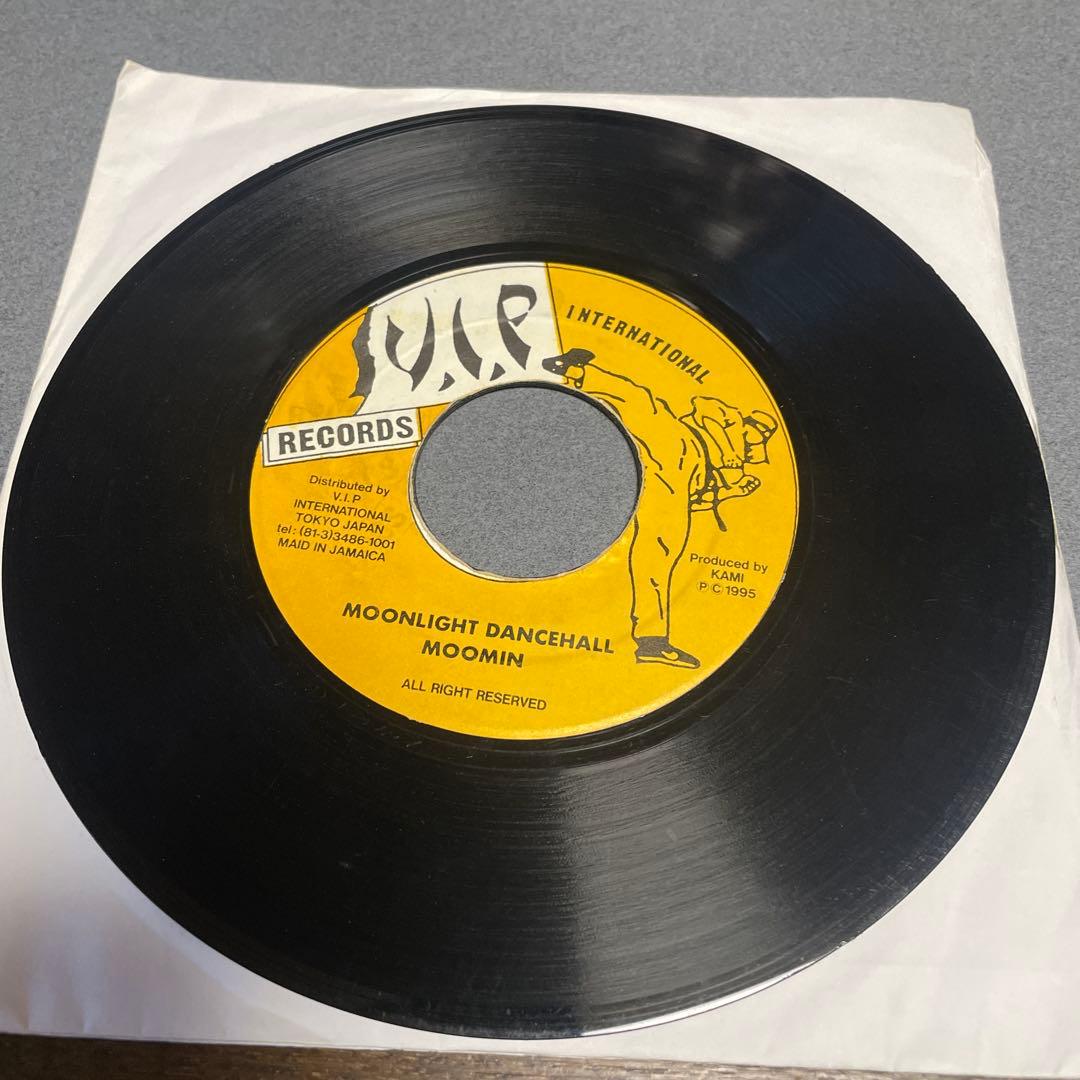 V.I.P
INTERNATIONAL
RECORDS
Distributed by
V.I.P
INTERNATIONAL
TOKYO JAPAN
tel: (81-3)3486-1001
MAID IN JAMAICA
Produced by
KAMI
Ⓟ Ⓒ 1995
MOONLIGHT DANCEHALL
MOOMIN
ALL RIGHT RESERVED